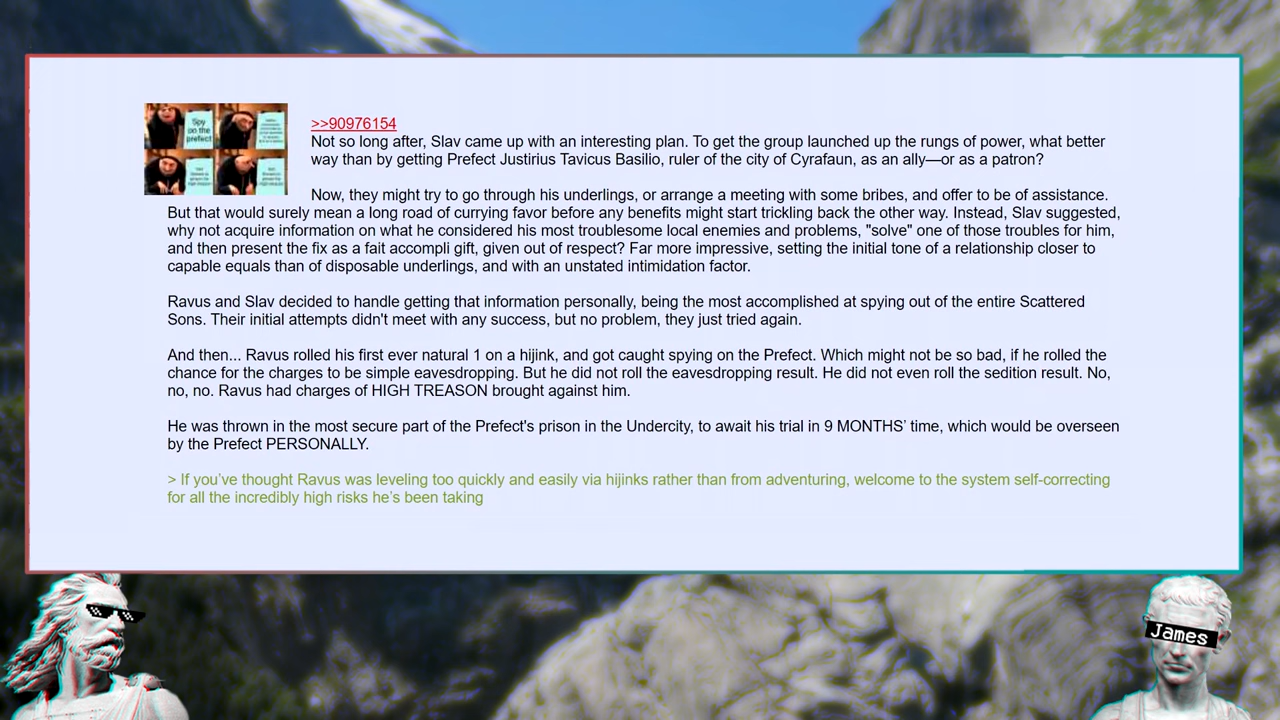 Spy
on the
prefect
>>90976154
Not so long after, Slav came up with an interesting plan. To get the group launched up the rungs of power, what better
way than by getting Prefect Justirius Tavicus Basilio, ruler of the city of Cyrafaun, as an ally—or as a patron?
Now, they might try to go through his underlings, or arrange a meeting with some bribes, and offer to be of assistance.
But that would surely mean a long road of currying favor before any benefits might start trickling back the other way. Instead, Slav suggested,
why not acquire information on what he considered his most troublesome local enemies and problems, "solve" one of those troubles for him,
and then present the fix as a fait accompli gift, given out of respect? Far more impressive, setting the initial tone of a relationship closer to
capable equals than of disposable underlings, and with an unstated intimidation factor.
Ravus and Slav decided to handle getting that information personally, being the most accomplished at spying out of the entire Scattered
Sons. Their initial attempts didn't meet with any success, but no problem, they just tried again.
And then... Ravus rolled his first ever natural 1 on a hijink, and got caught spying on the Prefect. Which might not be so bad, if he rolled the
chance for the charges to be simple eavesdropping. But he did not roll the eavesdropping result. He did not even roll the sedition result. No,
no, no. Ravus had charges of HIGH TREASON brought against him.
He was thrown in the most secure part of the Prefect's prison in the Undercity, to await his trial in 9 MONTHS’ time, which would be overseen
by the Prefect PERSONALLY.
> If you’ve thought Ravus was leveling too quickly and easily via hijinks rather than from adventuring, welcome to the system self-correcting
for all the incredibly high risks he’s been taking
James